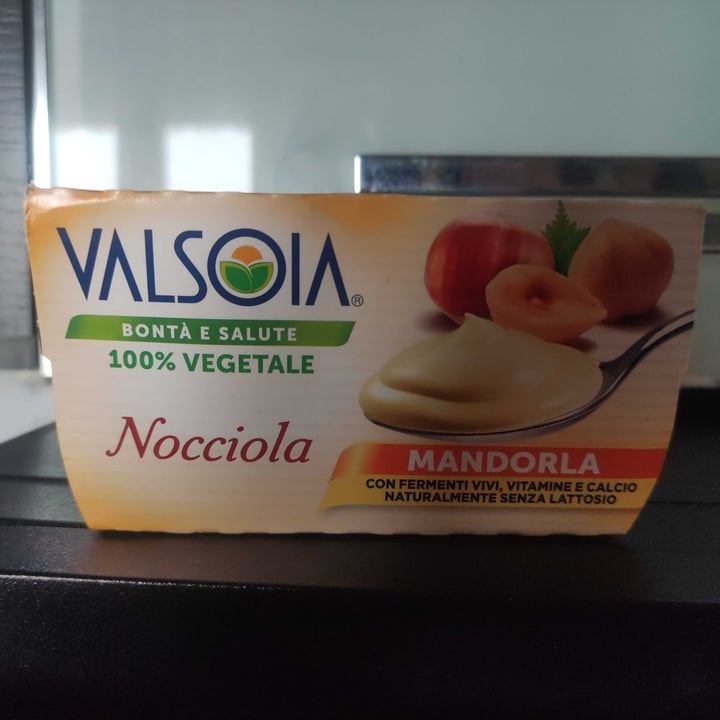 VALSOIA®
BONTÀ E SALUTE
100% VEGETALE
Nocciola
MANDORLA
CON FERMENTI VIVI, VITAMINE E CALCIO
NATURALMENTE SENZA LATTOSIO